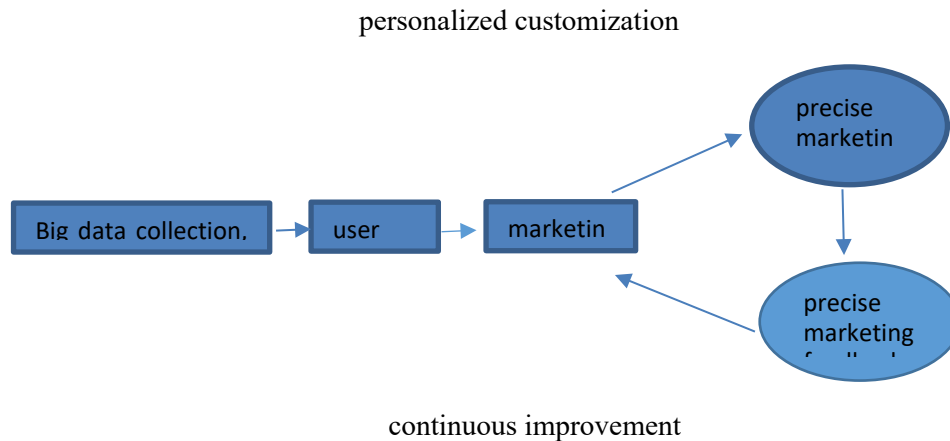 personalized customization
precise
marketin
Big data collection,
user
marketin
precise
marketing
continuous improvement